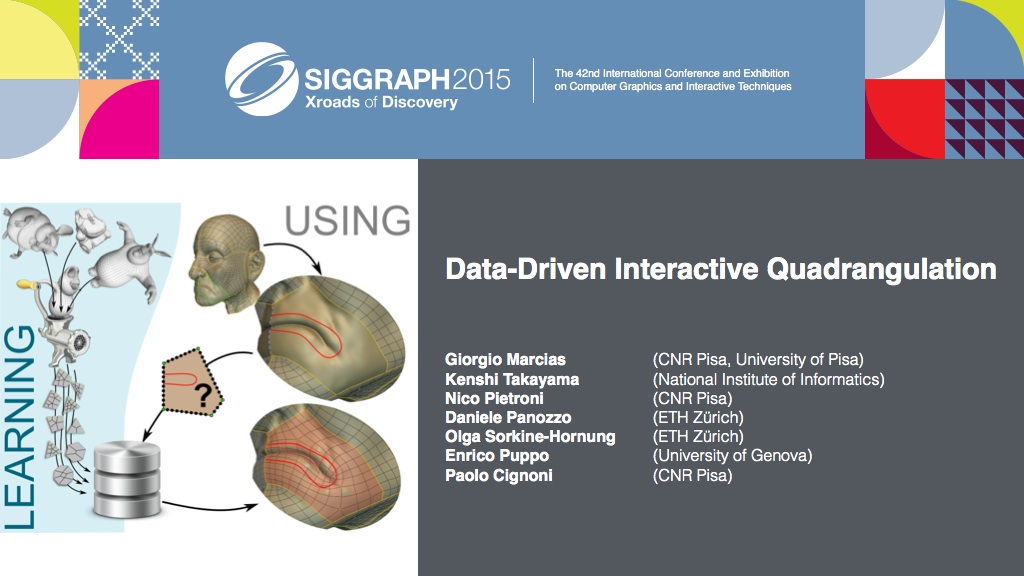 SIGGRAPH2015
Xroads of Discovery
The 42nd International Conference and Exhibition
on Computer Graphics and Interactive Techniques
LEARNING
USING
?
Data-Driven Interactive Quadrangulation
Giorgio Marcias (CNR Pisa, University of Pisa)
Kenshi Takayama (National Institute of Informatics)
Nico Pietroni (CNR Pisa)
Daniele Panozzo (ETH Zürich)
Olga Sorkine-Hornung (ETH Zürich)
Enrico Puppo (University of Genova)
Paolo Cignoni (CNR Pisa)